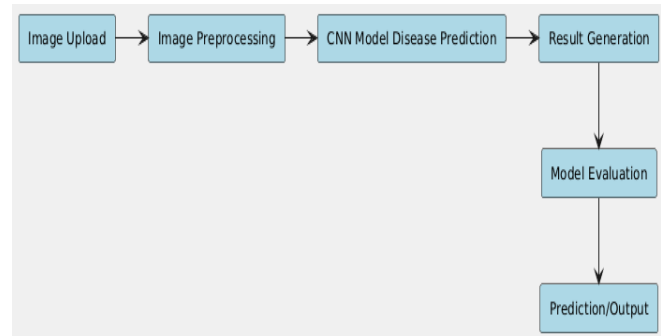 Image Upload
Image Preprocessing
CNN Model Disease Prediction
Result Generation
Model Evaluation
Prediction/Output